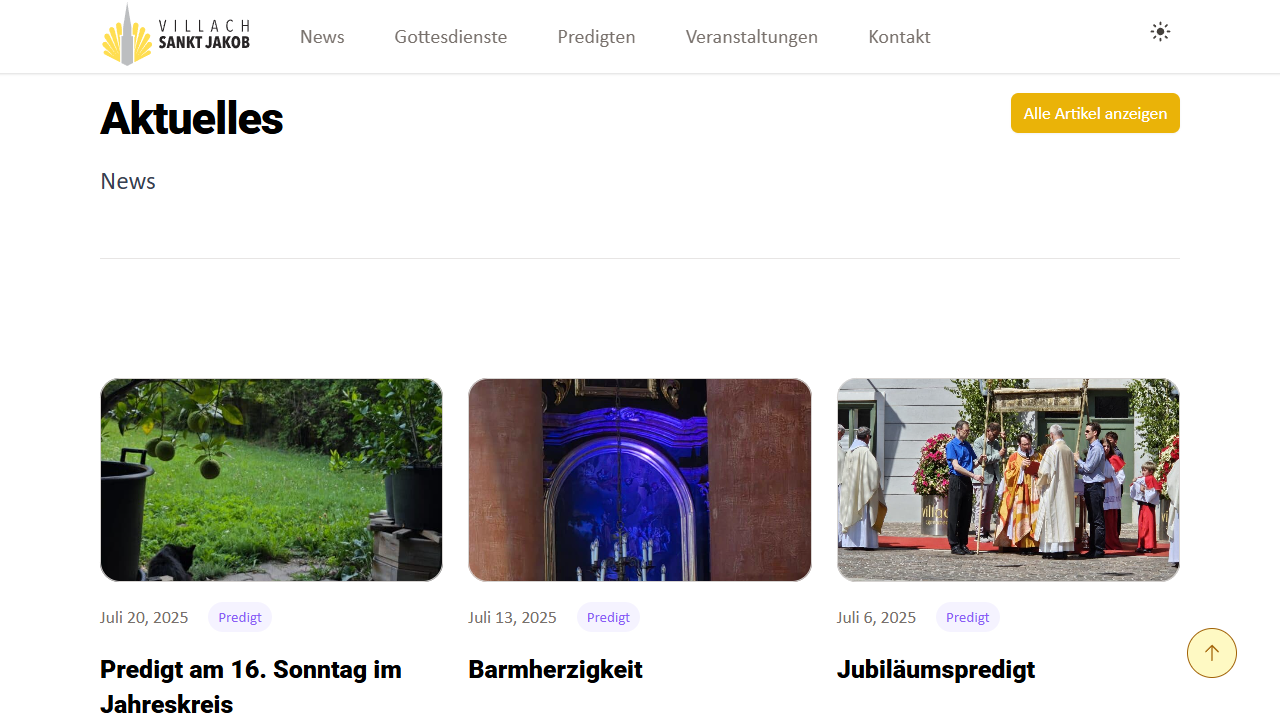 VILLACH
SANKT JAKOB
News
Gottesdienste
Predigten
Veranstaltungen
Kontakt
Aktuelles
Alle Artikel anzeigen
News
villach
Juli 20, 2025
Predigt
Juli 13, 2025
Predigt
Juli 6, 2025
Predigt
Predigt am 16. Sonntag im
Jahreskreis
Barmherzigkeit
Jubiläumspredigt